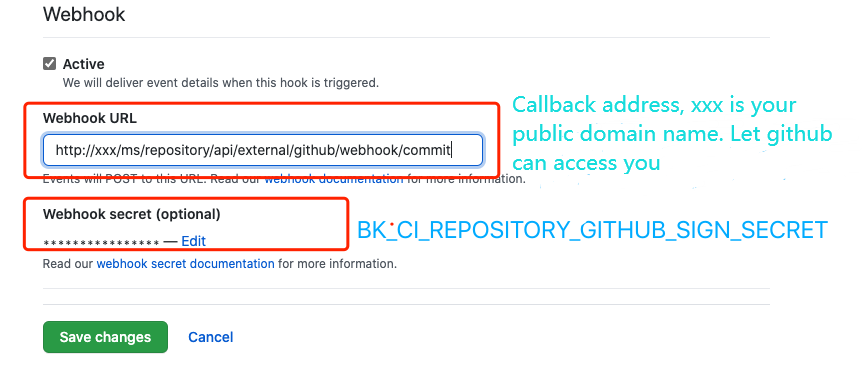 Webhook
Active
We will deliver event details when this hook is triggered.
Webhook URL
http://xxx/ms/repository/api/external/github/webhook/commit
Callback address, xxx is your
public domain name. Let github
can access you
Events will POST to this URL. Read our webhook documentation for more information.
Webhook secret (optional)
**************** — Edit
BK_CI_REPOSITORY_GITHUB_SIGN_SECRET
Read our webhook secret documentation for more information.
Save changes
Cancel